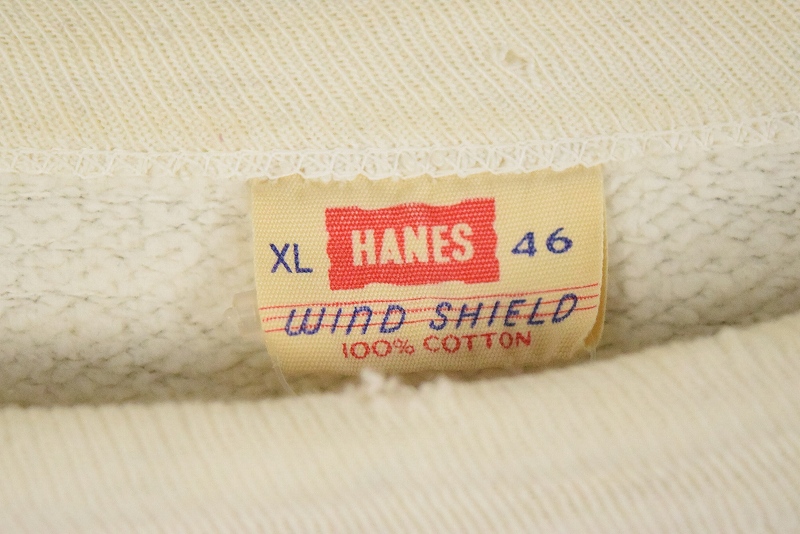 XL HANES 46
WIND SHIELD
100% COTTON